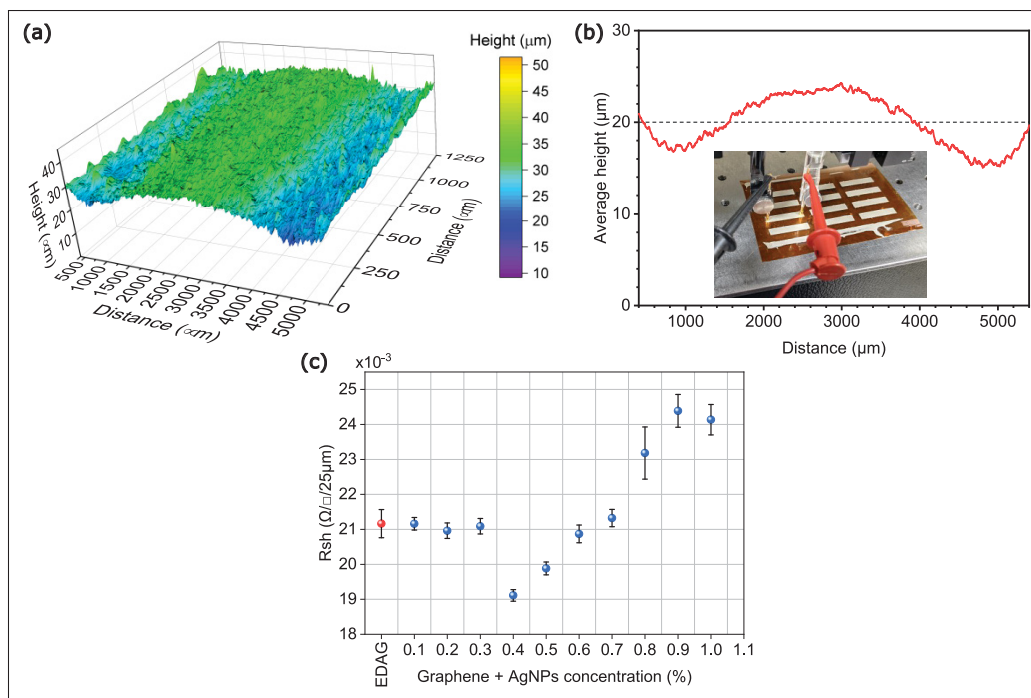 (a)
Height (μm)
50
45
40
35
30
25
20
15
10
40
30
20
10
Height (∝m)
500
1000
1500
2000
2500
3000
3500
4000
4500
5000
Distance (∝m)
0
250
500
750
1000
1250
Distance (∝m)
(b)
30
20
10
0
Average height (μm)
1000 2000 3000 4000 5000
Distance (μm)
(c)
x10⁻³
25
24
23
22
21
20
19
18
Rsh (Ω/□/25μm)
EDAG 0.1 0.2 0.3 0.4 0.5 0.6 0.7 0.8 0.9 1.0 1.1
Graphene + AgNPs concentration (%)